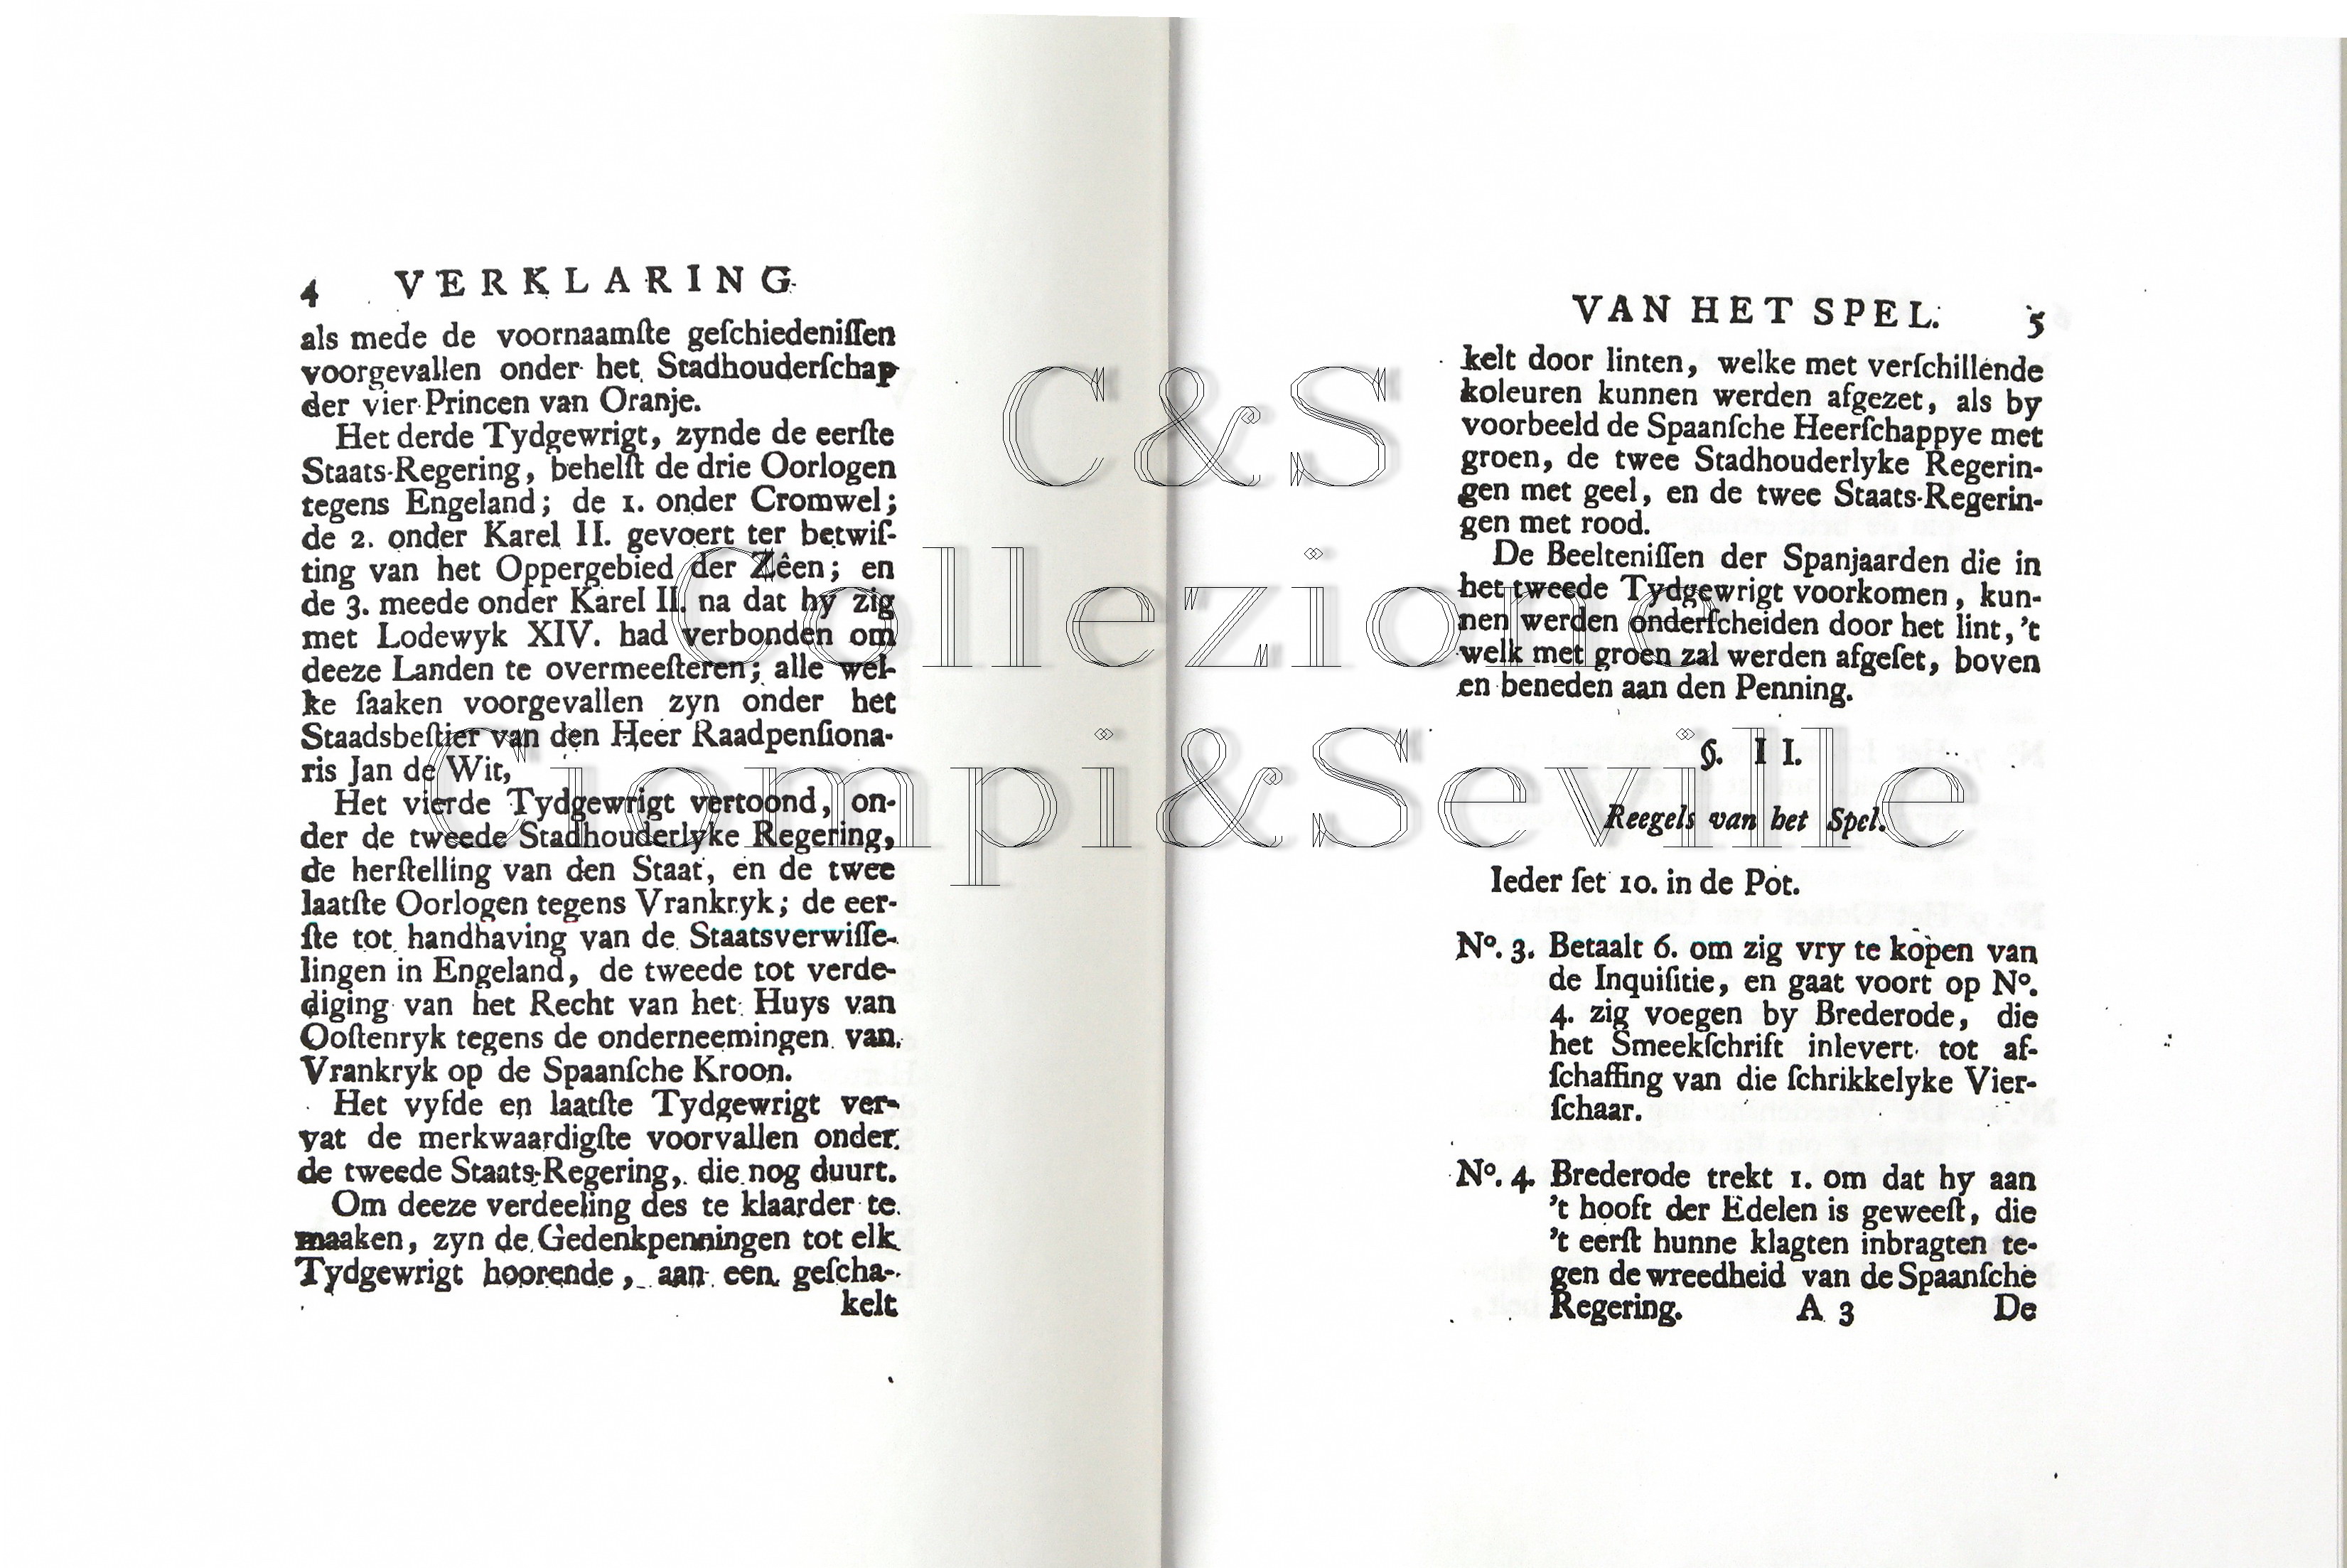 4 VERKLARING
als mede de voornaamſte geſchiedeniſſen
voorgevallen onder het Stadhouderſchap
der vier Princen van Oranje.
Het derde Tydgewrigt, zynde de eerſte
Staats-Regering, behelſt de drie Oorlogen
tegens Engeland; de 1. onder Cromwel;
de 2. onder Karel II. gevoert ter betwiſ-
ting van het Oppergebied der Zêen; en
de 3. meede onder Karel II. na dat hy zig
met Lodewyk XIV. had verbonden om
deeze Landen te overmeeſteren; alle wel-
ke ſaaken voorgevallen zyn onder het
Staadsbeſtier van den Heer Raadpenſiona-
ris Jan de Wit,
Het vierde Tydgewrigt vertoond, on-
der de tweede Stadhouderlyke Regering,
de herſtelling van den Staat, en de twee
laatſte Oorlogen tegens Vrankryk; de eer-
ſte tot handhaving van de Staatsverwiſſe-
lingen in Engeland, de tweede tot verde-
diging van het Recht van het Huys van
Ooſtenryk tegens de onderneemingen van
Vrankryk op de Spaanſche Kroon.
Het vyfde en laatſte Tydgewrigt ver-
vat de merkwaardigſte voorvallen onder
de tweede Staats-Regering, die nog duurt.
Om deeze verdeeling des te klaarder te
maaken, zyn de Gedenkpenningen tot elk
Tydgewrigt hoorende, aan een geſcha-
kelt
VAN HET SPEL. 5
kelt door linten, welke met verſchillende
koleuren kunnen werden afgezet, als by
voorbeeld de Spaanſche Heerſchappye met
groen, de twee Stadhouderlyke Regerin-
gen met geel, en de twee Staats-Regerin-
gen met rood.
De Beelteniſſen der Spanjaarden die in
het tweede Tydgewrigt voorkomen, kun-
nen werden onderſcheiden door het lint, 't
welk met groen zal werden afgeſet, boven
en beneden aan den Penning.
§. II.
Reegels van het Spel.
Ieder ſet 10. in de Pot.
Nº. 3. Betaalt 6. om zig vry te kopen van
de Inquiſitie, en gaat voort op Nº.
4. zig voegen by Brederode, die
het Smeekſchrift inlevert tot af-
ſchaffing van die ſchrikkelyke Vier-
ſchaar.
Nº. 4. Brederode trekt 1. om dat hy aan
't hooft der Edelen is geweeſt, die
't eerſt hunne klagten inbragten te-
gen de wreedheid van de Spaanſche
Regering. A 3 De
C&S
Collezione
Ciompi&Seville